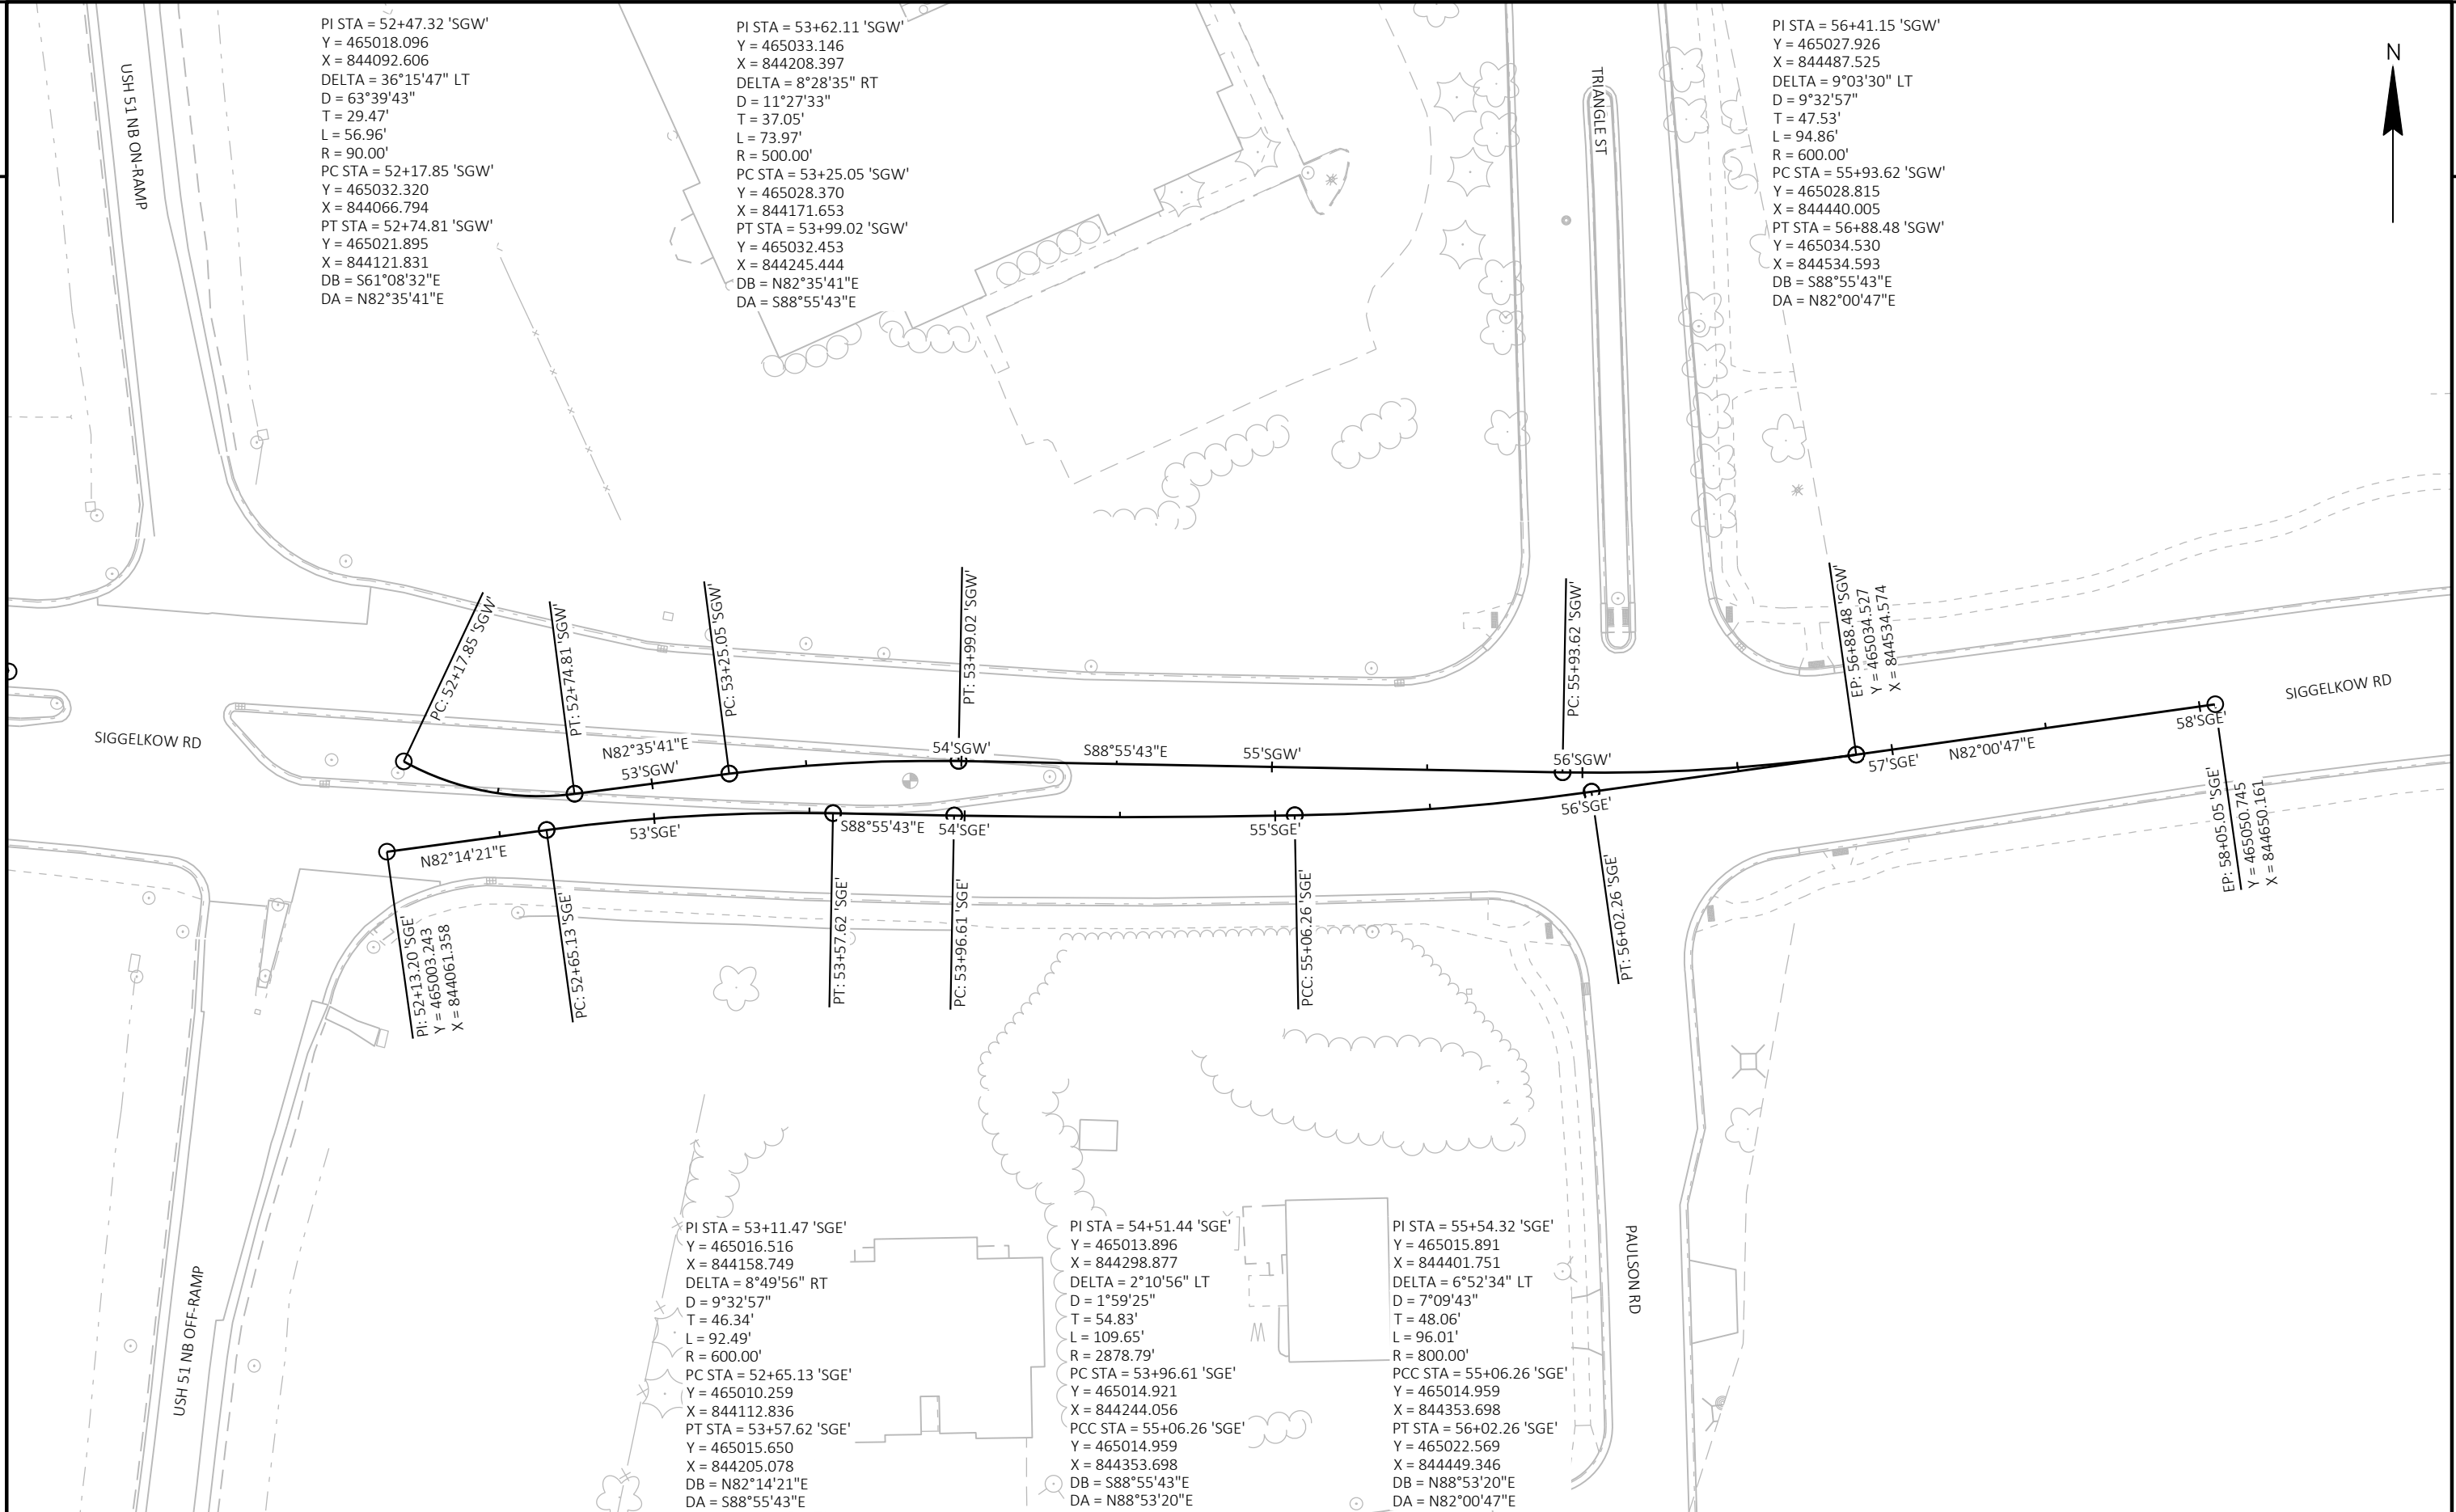 PI STA = 52+47.32 'SGW'
Y = 465018.096
X = 844092.606
DELTA = 36°15'47" LT
D = 63°39'43"
T = 29.47'
L = 56.96'
R = 90.00'
PC STA = 52+17.85 'SGW'
Y = 465032.320
X = 844066.794
PT STA = 52+74.81 'SGW'
Y = 465021.895
X = 844121.831
DB = S61°08'32"E
DA = N82°35'41"E
PI STA = 53+62.11 'SGW'
Y = 465033.146
X = 844208.397
DELTA = 8°28'35" RT
D = 11°27'33"
T = 37.05'
L = 73.97'
R = 500.00'
PC STA = 53+25.05 'SGW'
Y = 465028.370
X = 844171.653
PT STA = 53+99.02 'SGW'
Y = 465032.453
X = 844245.444
DB = N82°35'41"E
DA = S88°55'43"E
PI STA = 56+41.15 'SGW'
Y = 465027.926
X = 844487.525
DELTA = 9°03'30" LT
D = 9°32'57"
T = 47.53'
L = 94.86'
R = 600.00'
PC STA = 55+93.62 'SGW'
Y = 465028.815
X = 844440.005
PT STA = 56+88.48 'SGW'
Y = 465034.530
X = 844534.593
DB = S88°55'43"E
DA = N82°00'47"E
N
USH 51 NB ON-RAMP
TRIANGLE ST
PC: 52+17.85 'SGW'
PT: 52+74.81 'SGW'
PC: 53+25.05 'SGW'
PT: 53+99.02 'SGW'
PC: 55+93.62 'SGW'
EP: 56+88.48 'SGW'
Y = 465034.527
X = 844534.574
SIGGELKOW RD
SIGGELKOW RD
N82°35'41"E
53'SGW'
54'SGW'
S88°55'43"E
55'SGW'
56'SGW'
57'SGE'
N82°00'47"E
58'SGE'
N82°14'21"E
53'SGE'
S88°55'43"E
54'SGE'
55'SGE'
56'SGE'
PI: 52+13.20 'SGE'
Y = 465003.243
X = 844061.358
PC: 52+65.13 'SGE'
PT: 53+57.62 'SGE'
PC: 53+96.61 'SGE'
PCC: 55+06.26 'SGE'
PT: 56+02.26 'SGE'
EP: 58+05.05 'SGE'
Y = 465050.745
X = 844650.161
USH 51 NB OFF-RAMP
PAULSON RD
PI STA = 53+11.47 'SGE'
Y = 465016.516
X = 844158.749
DELTA = 8°49'56" RT
D = 9°32'57"
T = 46.34'
L = 92.49'
R = 600.00'
PC STA = 52+65.13 'SGE'
Y = 465010.259
X = 844112.836
PT STA = 53+57.62 'SGE'
Y = 465015.650
X = 844205.078
DB = N82°14'21"E
DA = S88°55'43"E
PI STA = 54+51.44 'SGE'
Y = 465013.896
X = 844298.877
DELTA = 2°10'56" LT
D = 1°59'25"
T = 54.83'
L = 109.65'
R = 2878.79'
PC STA = 53+96.61 'SGE'
Y = 465014.921
X = 844244.056
PCC STA = 55+06.26 'SGE'
Y = 465014.959
X = 844353.698
DB = S88°55'43"E
DA = N88°53'20"E
PI STA = 55+54.32 'SGE'
Y = 465015.891
X = 844401.751
DELTA = 6°52'34" LT
D = 7°09'43"
T = 48.06'
L = 96.01'
R = 800.00'
PCC STA = 55+06.26 'SGE'
Y = 465014.959
X = 844353.698
PT STA = 56+02.26 'SGE'
Y = 465022.569
X = 844449.346
DB = N88°53'20"E
DA = N82°00'47"E